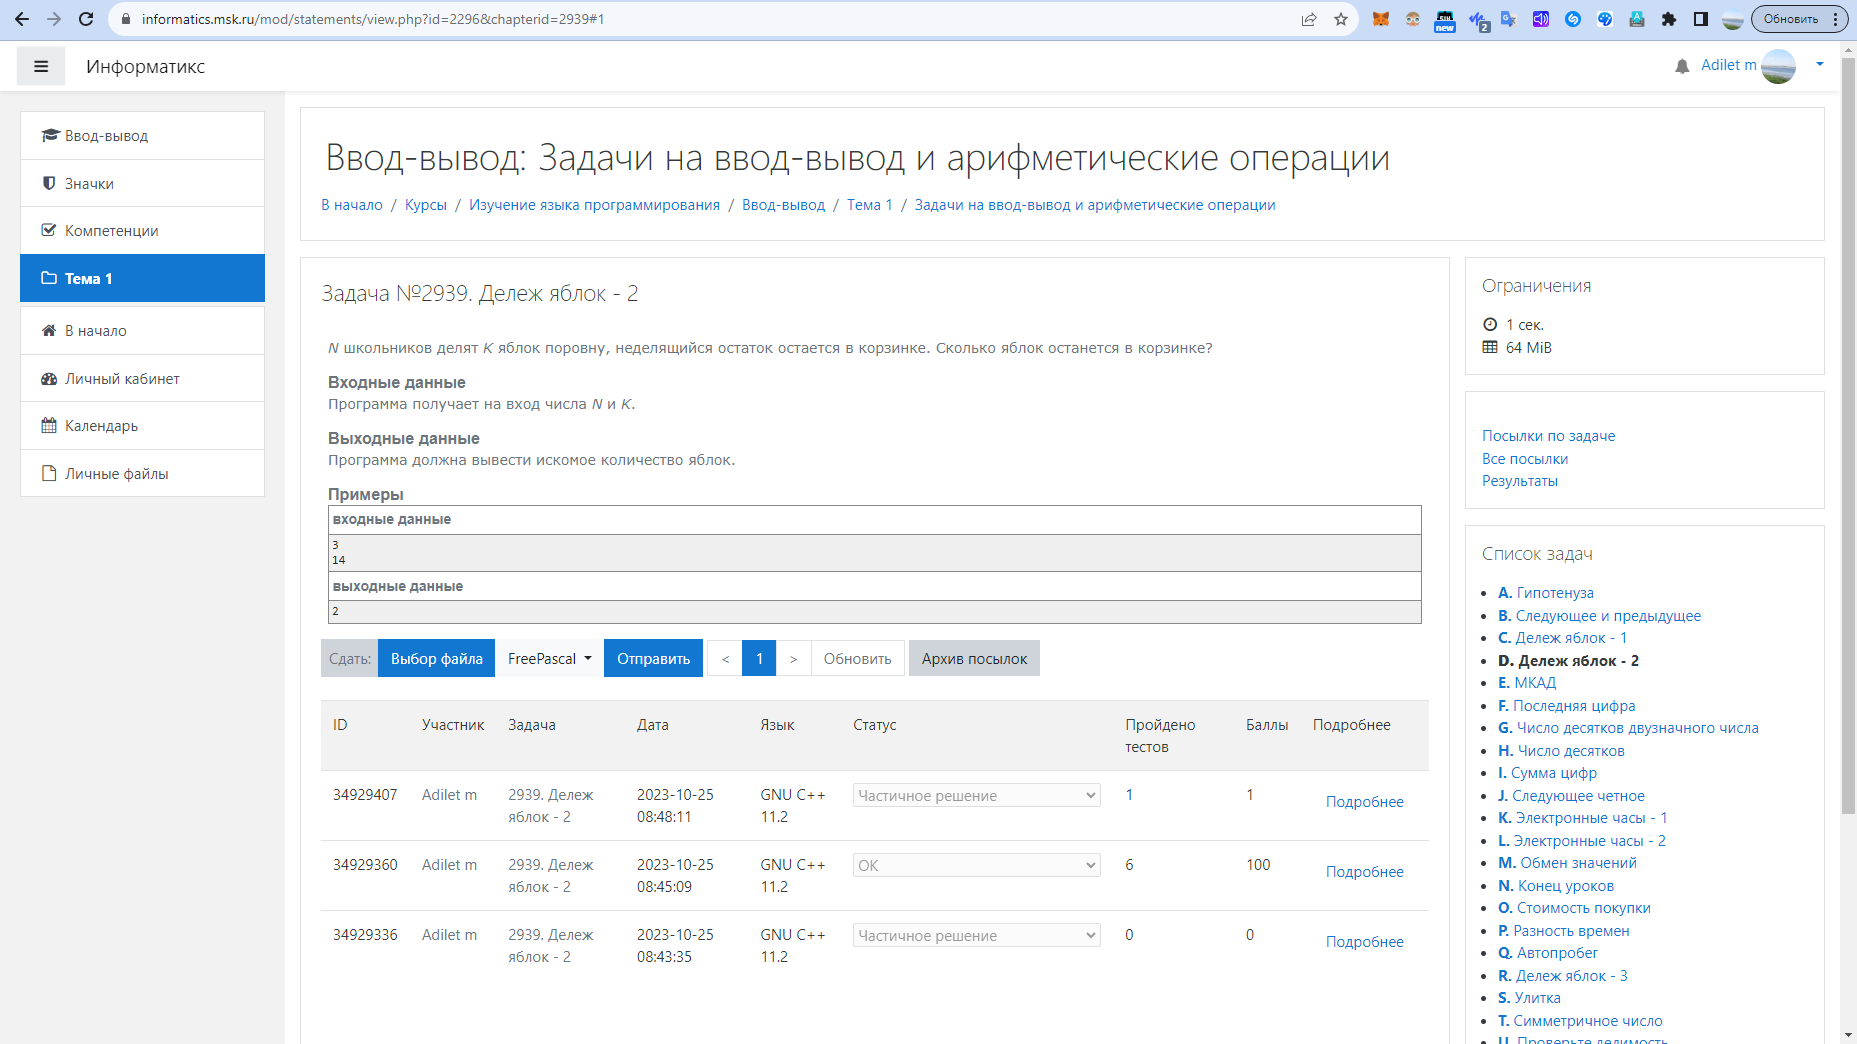 informatics.msk.ru/mod/statements/view.php?id=2296&chapterid=2939#1
new
2
Обновить
Информатикс
Adilet m
Ввод-вывод
Значки
Компетенции
Тема 1
В начало
Личный кабинет
Календарь
Личные файлы
Ввод-вывод: Задачи на ввод-вывод и арифметические операции
В начало / Курсы / Изучение языка программирования / Ввод-вывод / Тема 1 / Задачи на ввод-вывод и арифметические операции
Задача №2939. Дележ яблок - 2
N школьников делят K яблок поровну, неделящийся остаток остается в корзинке. Сколько яблок останется в корзинке?
Входные данные
Программа получает на вход числа N и K.
Выходные данные
Программа должна вывести искомое количество яблок.
Примеры
входные данные
3
14
выходные данные
2
Сдать: Выбор файла FreePascal Отправить < 1 > Обновить Архив посылок
ID Участник Задача Дата Язык Статус Пройдено тестов Баллы Подробнее
34929407 Adilet m 2939. Дележ яблок - 2 2023-10-25 08:48:11 GNU C++ 11.2 Частичное решение 1 1 Подробнее
34929360 Adilet m 2939. Дележ яблок - 2 2023-10-25 08:45:09 GNU C++ 11.2 OK 6 100 Подробнее
34929336 Adilet m 2939. Дележ яблок - 2 2023-10-25 08:43:35 GNU C++ 11.2 Частичное решение 0 0 Подробнее
Ограничения
1 сек.
64 MiB
Посылки по задаче
Все посылки
Результаты
Список задач
A. Гипотенуза
B. Следующее и предыдущее
C. Дележ яблок - 1
D. Дележ яблок - 2
E. МКАД
F. Последняя цифра
G. Число десятков двузначного числа
H. Число десятков
I. Сумма цифр
J. Следующее четное
K. Электронные часы - 1
L. Электронные часы - 2
M. Обмен значений
N. Конец уроков
O. Стоимость покупки
P. Разность времен
Q. Автопробег
R. Дележ яблок - 3
S. Улитка
T. Симметричное число
U. Проверьте делимость